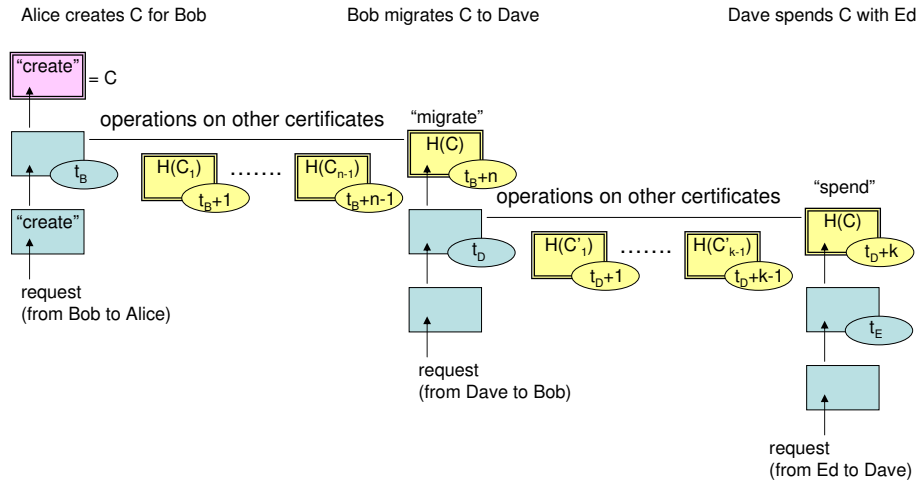 Alice creates C for Bob
Bob migrates C to Dave
Dave spends C with Ed
“create”
= C
operations on other certificates
“migrate”
t_B
H(C_1)
.......
H(C_{n-1})
H(C)
t_B+1
t_B+n-1
t_B+n
operations on other certificates
“spend”
“create”
t_D
H(C'_1)
.......
H(C'_{k-1})
H(C)
t_D+1
t_D+k-1
t_D+k
request
(from Bob to Alice)
t_E
request
(from Dave to Bob)
request
(from Ed to Dave)